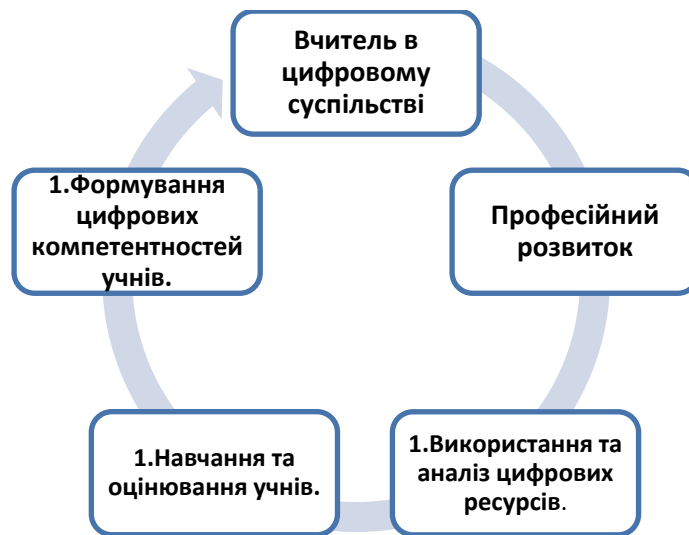 Вчитель в
цифровому
суспільстві
Професійний
розвиток
1.Використання та
аналіз цифрових
ресурсів.
1.Навчання та
оцінювання учнів.
1.Формування
цифрових
компетентностей
учнів.